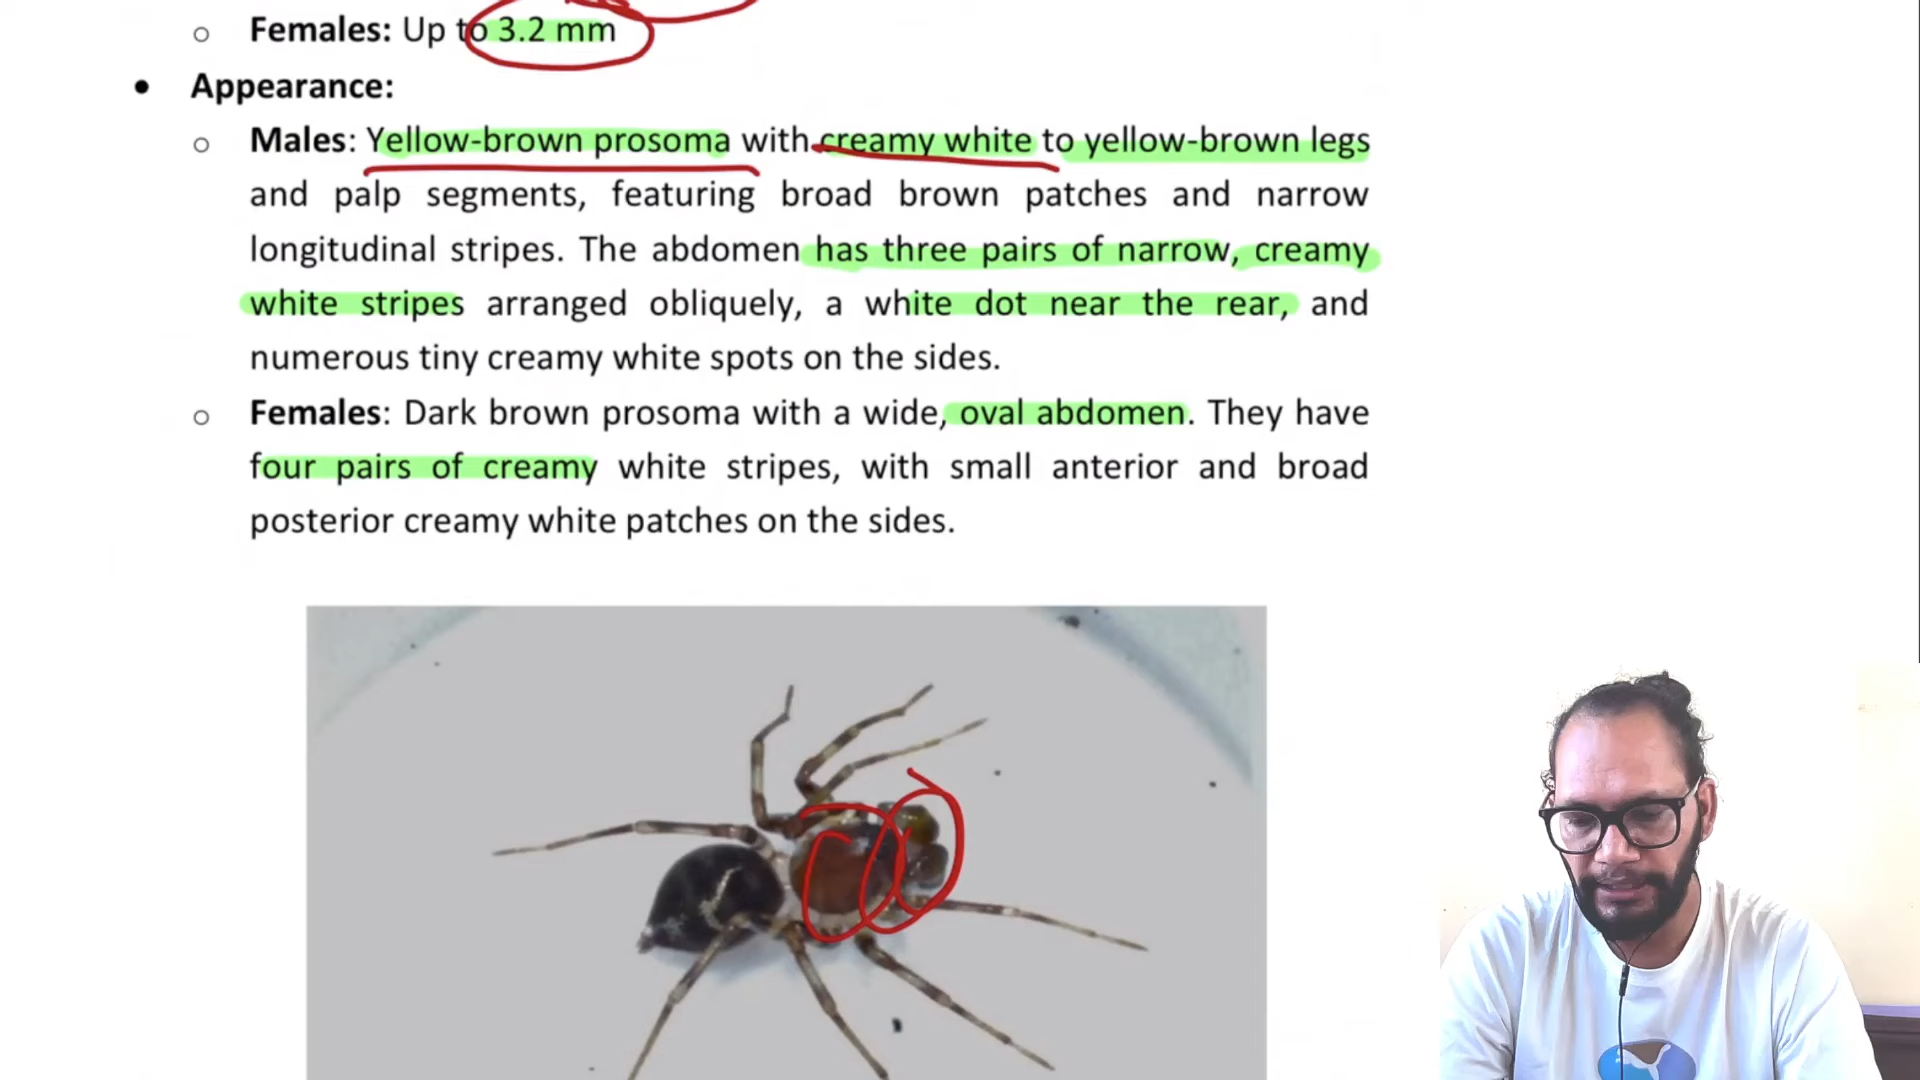 ○ Females: Up to 3.2 mm
• Appearance:
○ Males: Yellow-brown prosoma with creamy white to yellow-brown legs
and palp segments, featuring broad brown patches and narrow
longitudinal stripes. The abdomen has three pairs of narrow, creamy
white stripes arranged obliquely, a white dot near the rear, and
numerous tiny creamy white spots on the sides.
○ Females: Dark brown prosoma with a wide, oval abdomen. They have
four pairs of creamy white stripes, with small anterior and broad
posterior creamy white patches on the sides.